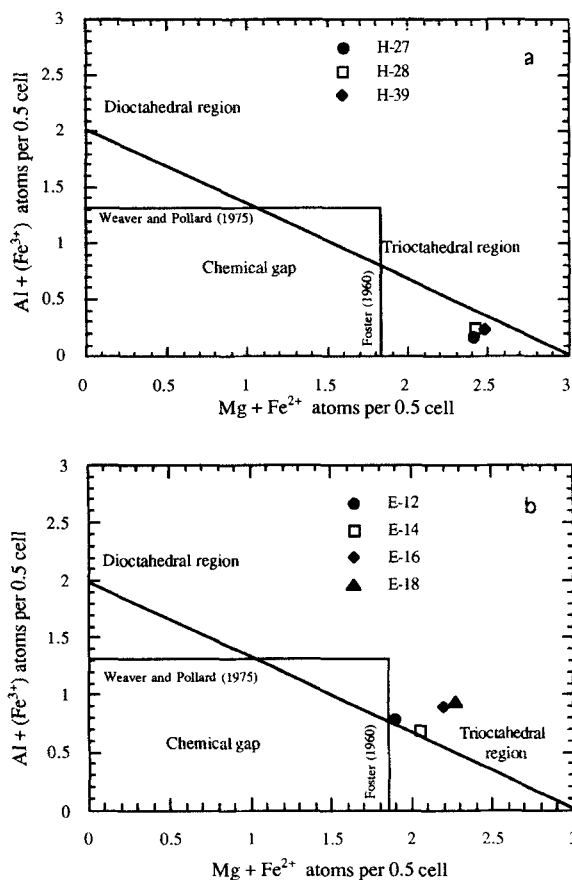 a
3
2.5
2
1.5
1
0.5
0
Al + (Fe3+) atoms per 0.5 cell
H-27
H-28
H-39
Dioctahedral region
Weaver and Pollard (1975)
Chemical gap
Foster (1960)
Trioctahedral region
0 0.5 1 1.5 2 2.5 3
Mg + Fe2+ atoms per 0.5 cell
b
3
2.5
2
1.5
1
0.5
0
Al + (Fe3+) atoms per 0.5 cell
E-12
E-14
E-16
E-18
Dioctahedral region
Weaver and Pollard (1975)
Chemical gap
Foster (1960)
Trioctahedral
region
0 0.5 1 1.5 2 2.5 3
Mg + Fe2+ atoms per 0.5 cell